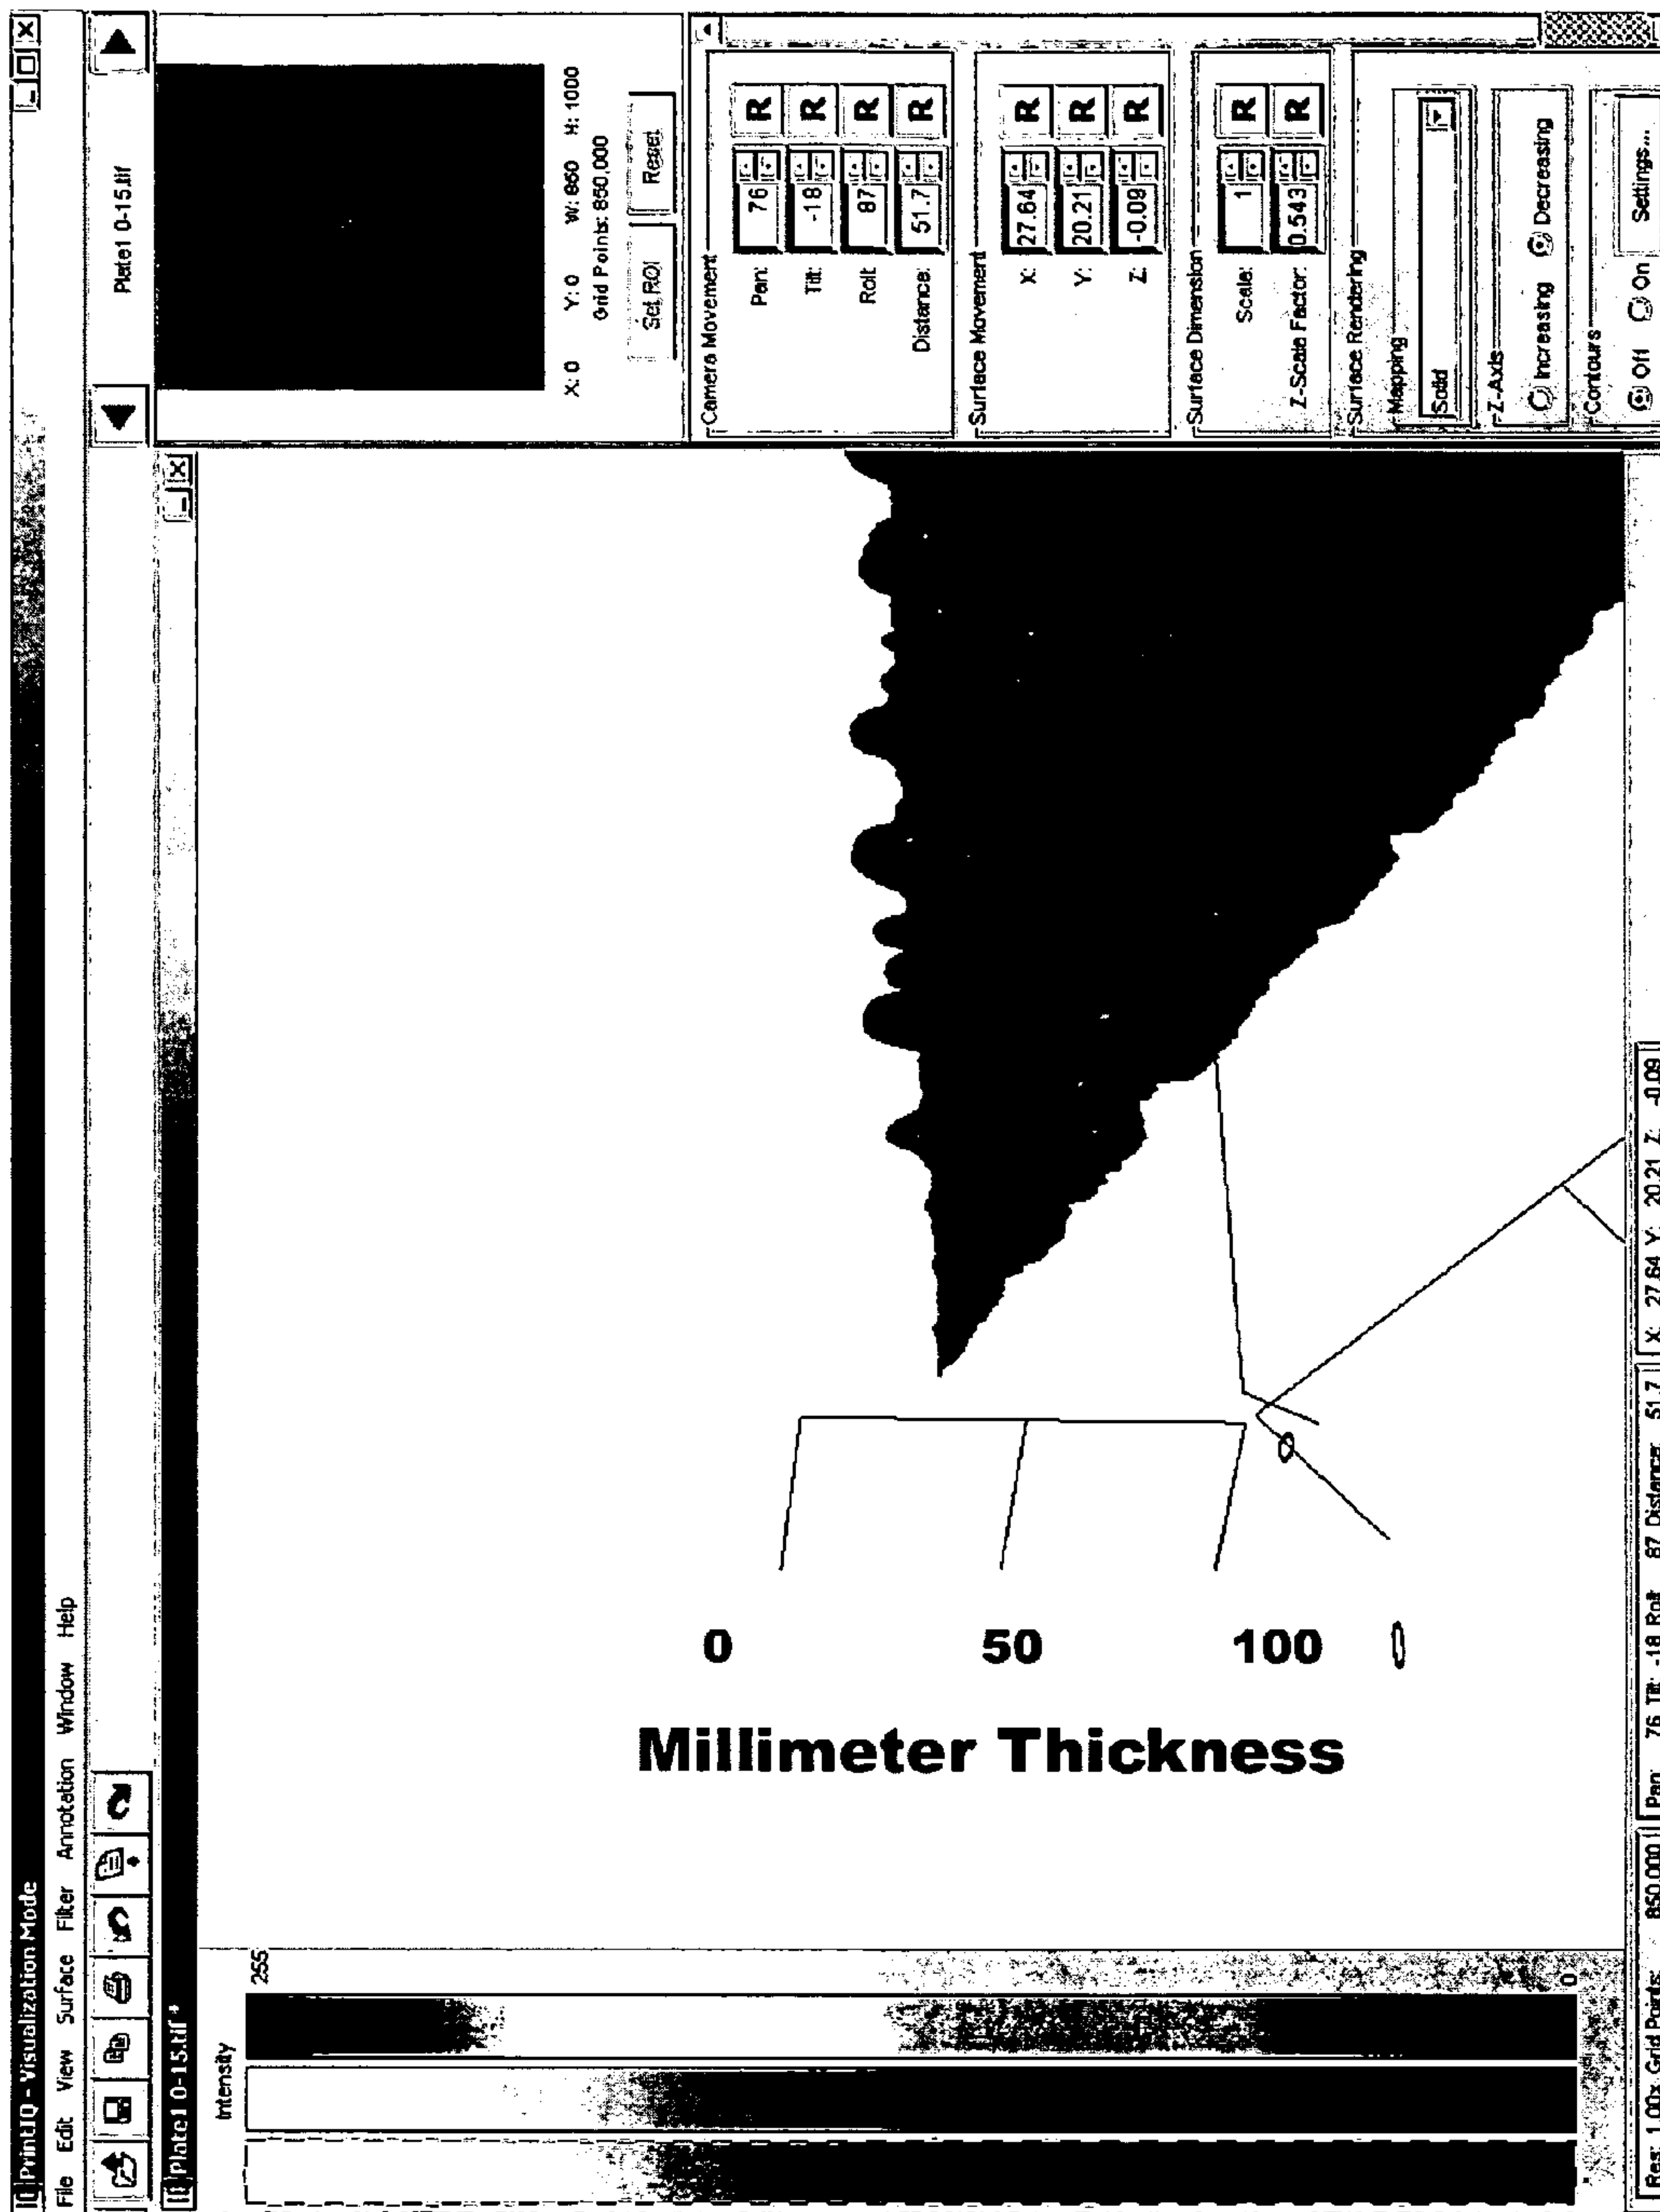 PrintIQ - Visualization Mode
File Edit View Surface Filter Annotation Window Help
Plate1 0-15.tif
Plate1 0-15.tif *
Intensity
255
0
0
50
100
0
0
Millimeter Thickness
X: 0 Y: 0 W: 850 H: 1000
Grid Points: 850,000
Set ROI Reset
Camera Movement
Pan: 76 R
Tilt: -18 R
Roll: 87 R
Distance: 51.7 R
Surface Movement
X: 27.64 R
Y: 20.21 R
Z: -0.09 R
Surface Dimension
Scale: 1 R
Z-Scale Factor: 0.543 R
Surface Rendering
Mapping
Solid
Z-Axis
Increasing Decreasing
Contours
Off On Settings...
Res: 1.00x Grid Points: 850,000 Pan: 76 Tilt: -18 Roll: 87 Distance: 51.7 X: 27.64 Y: 20.21 Z: -0.09